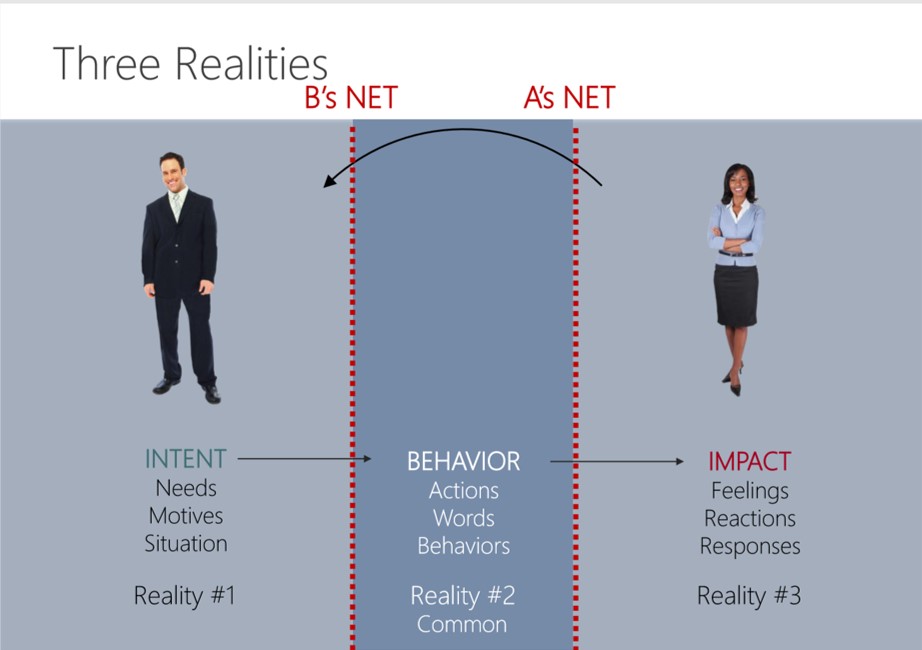 Three Realities
B's NET
A's NET
INTENT
Needs
Motives
Situation
Reality #1
BEHAVIOR
Actions
Words
Behaviors
Reality #2
Common
IMPACT
Feelings
Reactions
Responses
Reality #3